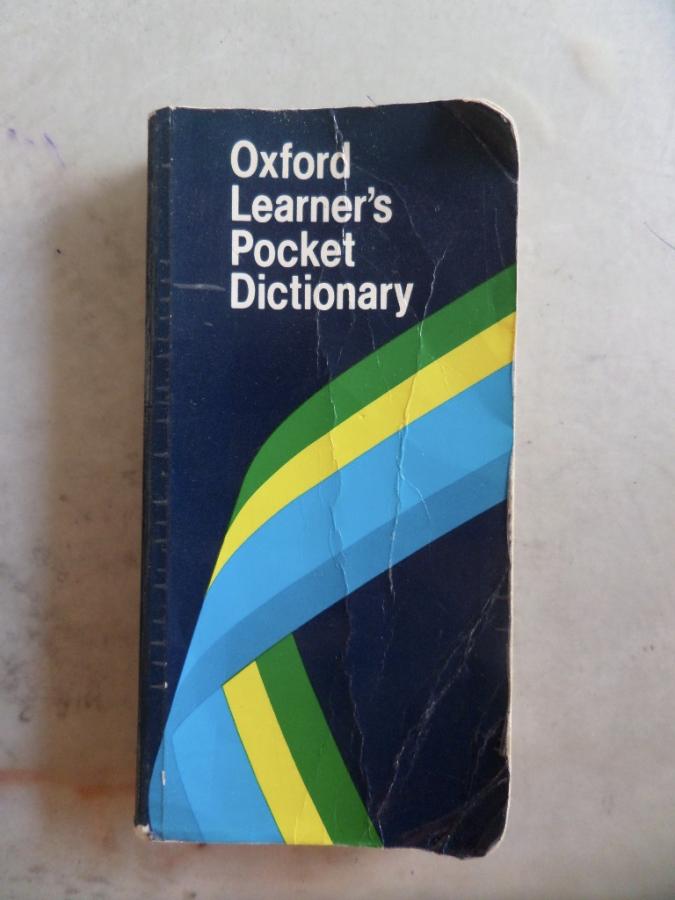 Oxford
Learner's
Pocket
Dictionary